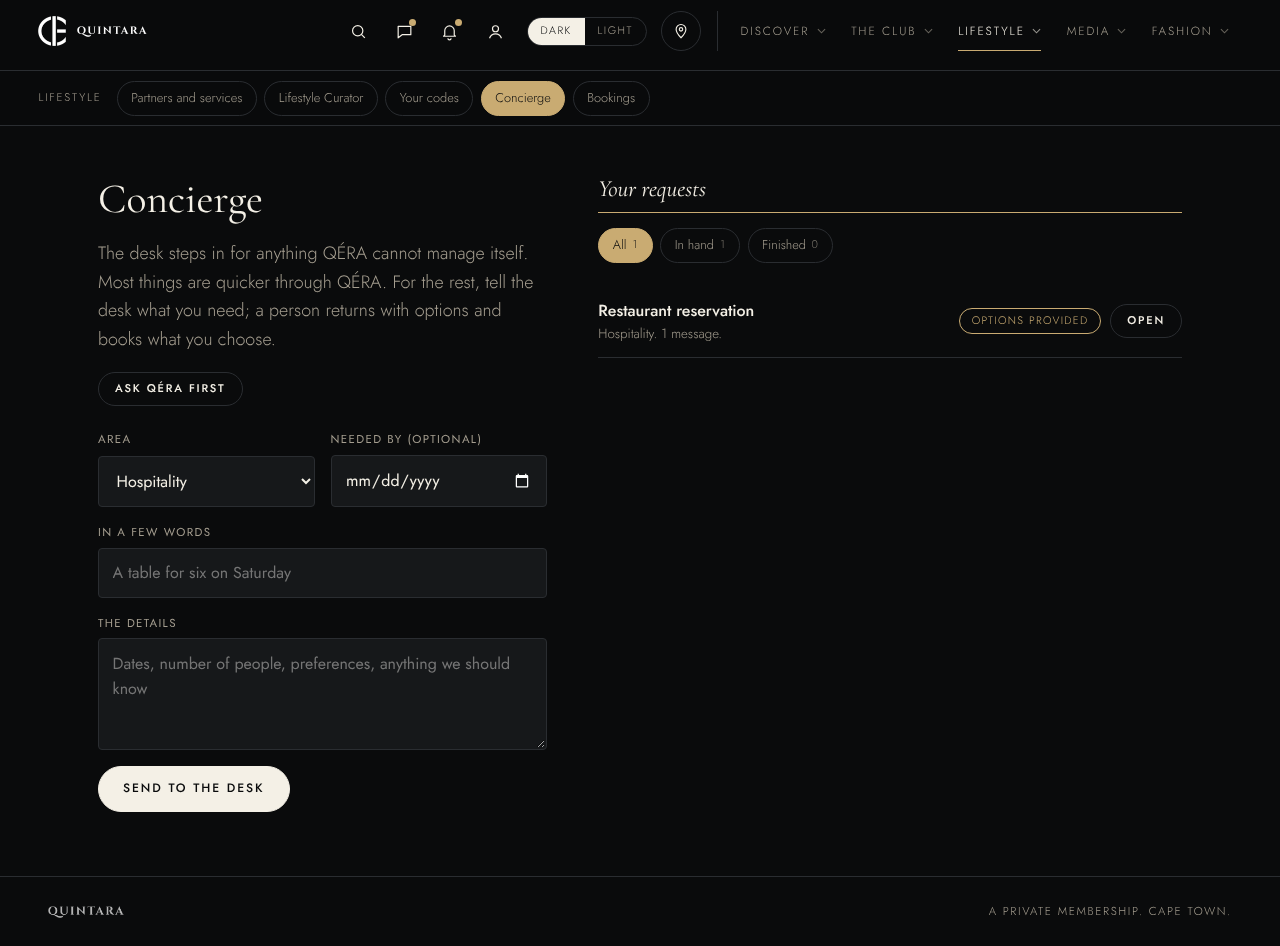 QUINTARA
DARK
LIGHT
DISCOVER
THE CLUB
LIFESTYLE
MEDIA
FASHION
LIFESTYLE
Partners and services
Lifestyle Curator
Your codes
Concierge
Bookings
Concierge
The desk steps in for anything QÉRA cannot manage itself.
Most things are quicker through QÉRA. For the rest, tell the
desk what you need; a person returns with options and
books what you choose.
ASK QÉRA FIRST
AREA
NEEDED BY (OPTIONAL)
Hospitality
mm/dd/yyyy
IN A FEW WORDS
A table for six on Saturday
THE DETAILS
Dates, number of people, preferences, anything we should
know
SEND TO THE DESK
Your requests
All 1
In hand 1
Finished 0
Restaurant reservation
Hospitality. 1 message.
OPTIONS PROVIDED
OPEN
QUINTARA
A PRIVATE MEMBERSHIP. CAPE TOWN.